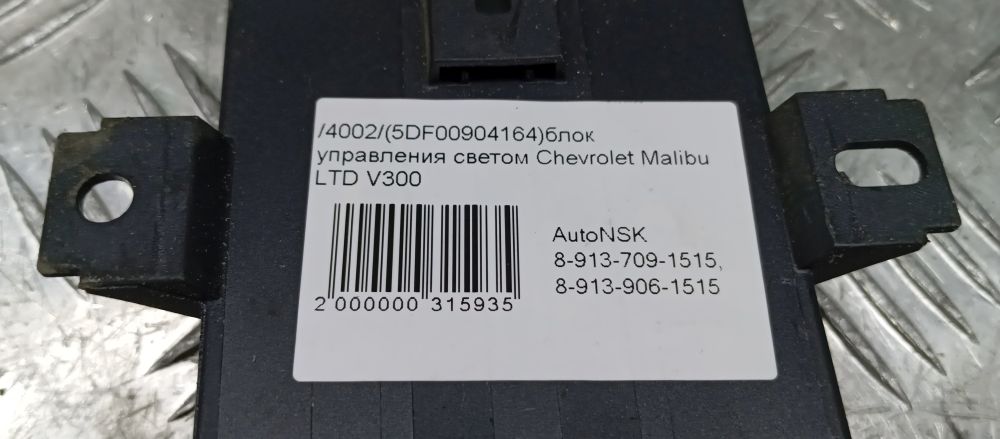 /4002/(5DF00904164)блок
управления светом Chevrolet Malibu
LTD V300
AutoNSK
8-913-709-1515,
8-913-906-1515
2 000000 315935